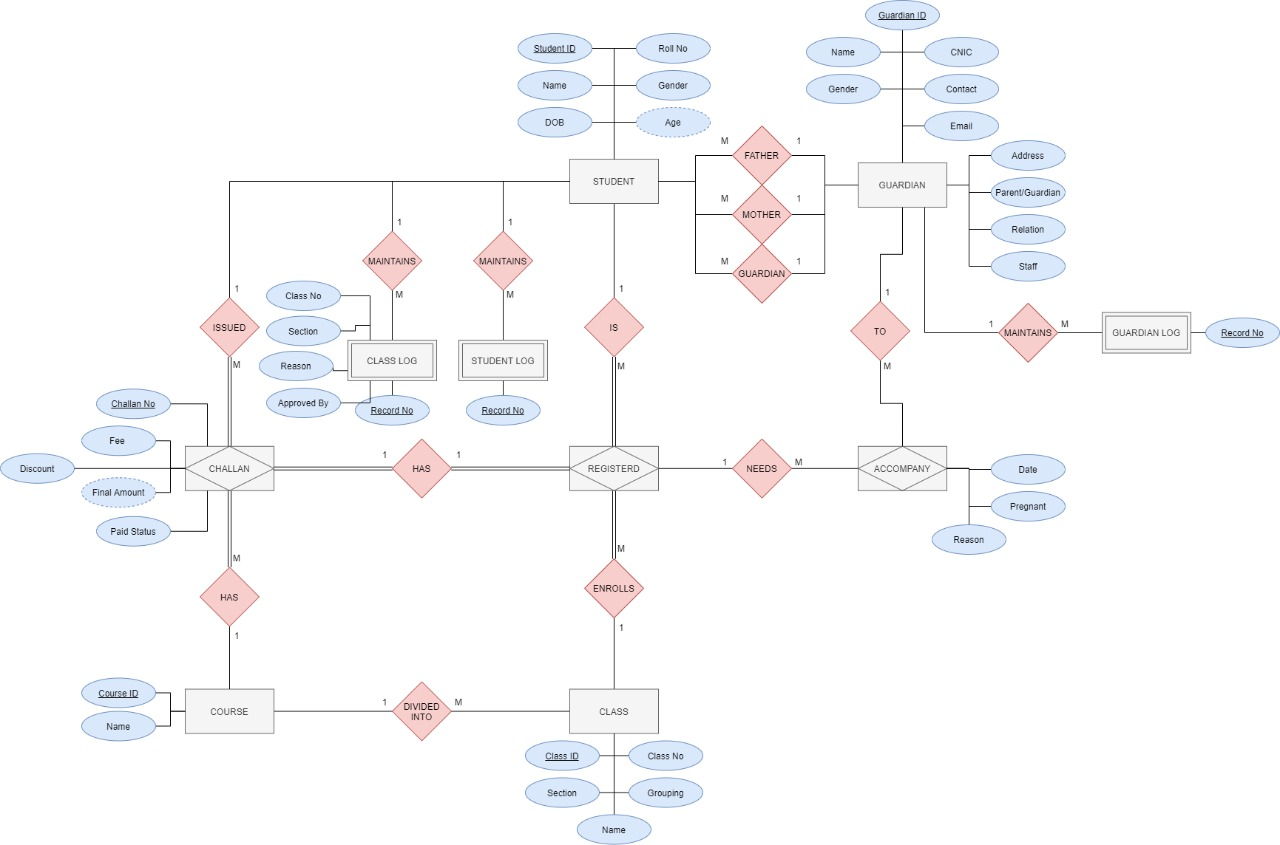 Guardian ID
Student ID
Roll No
Name
CNIC
Name
Gender
Gender
Contact
DOB
Age
Email
M
FATHER
1
Address
STUDENT
GUARDIAN
Parent/Guardian
M
MOTHER
1
Relation
1
1
MAINTAINS
MAINTAINS
M
GUARDIAN
1
Staff
1
Class No
M
M
1
1
ISSUED
Section
IS
TO
1
MAINTAINS
M
GUARDIAN LOG
Record No
M
Reason
CLASS LOG
STUDENT LOG
M
M
Challan No
Approved By
Record No
Record No
Fee
Discount
CHALLAN
1
HAS
1
REGISTERD
1
NEEDS
M
ACCOMPANY
Date
Final Amount
Pregnant
Paid Status
Reason
M
M
HAS
ENROLLS
1
1
Course ID
COURSE
1
DIVIDED
INTO
M
CLASS
Name
Class ID
Class No
Section
Grouping
Name